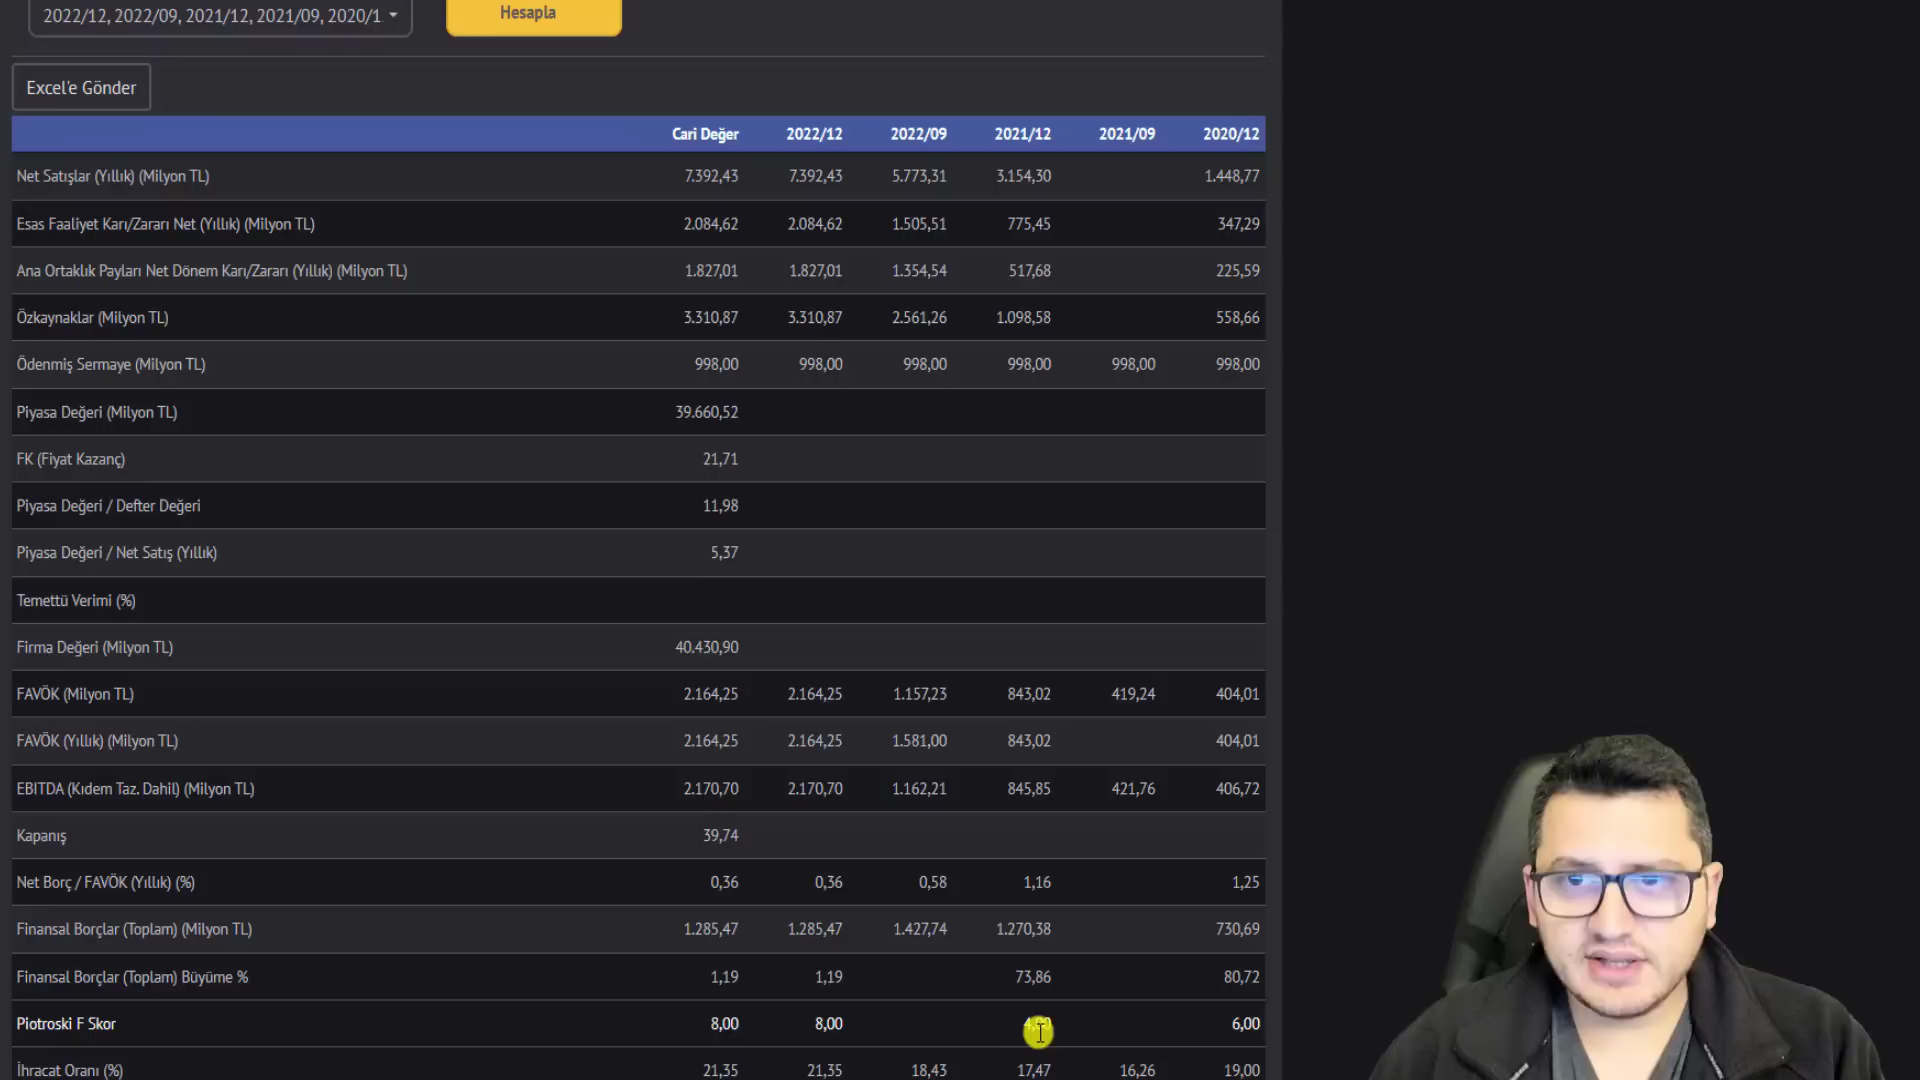 2022/12, 2022/09, 2021/12, 2021/09, 2020/1
Hesapla
Excel'e Gönder
Cari Değer 2022/12 2022/09 2021/12 2021/09 2020/12
Net Satışlar (Yıllık) (Milyon TL) 7.392,43 7.392,43 5.773,31 3.154,30 1.448,77
Esas Faaliyet Karı/Zararı Net (Yıllık) (Milyon TL) 2.084,62 2.084,62 1.505,51 775,45 347,29
Ana Ortaklık Payları Net Dönem Karı/Zararı (Yıllık) (Milyon TL) 1.827,01 1.827,01 1.354,54 517,68 225,59
Özkaynaklar (Milyon TL) 3.310,87 3.310,87 2.561,26 1.098,58 558,66
Ödenmiş Sermaye (Milyon TL) 998,00 998,00 998,00 998,00 998,00 998,00
Piyasa Değeri (Milyon TL) 39.660,52
FK (Fiyat Kazanç) 21,71
Piyasa Değeri / Defter Değeri 11,98
Piyasa Değeri / Net Satış (Yıllık) 5,37
Temettü Verimi (%)
Firma Değeri (Milyon TL) 40.430,90
FAVÖK (Milyon TL) 2.164,25 2.164,25 1.157,23 843,02 419,24 404,01
FAVÖK (Yıllık) (Milyon TL) 2.164,25 2.164,25 1.581,00 843,02 404,01
EBITDA (Kıdem Taz. Dahil) (Milyon TL) 2.170,70 2.170,70 1.162,21 845,85 421,76 406,72
Kapanış 39,74
Net Borç / FAVÖK (Yıllık) (%) 0,36 0,36 0,58 1,16 1,25
Finansal Borçlar (Toplam) (Milyon TL) 1.285,47 1.285,47 1.427,74 1.270,38 730,69
Finansal Borçlar (Toplam) Büyüme % 1,19 1,19 73,86 80,72
Piotroski F Skor 8,00 8,00 6,00
İhracat Oranı (%) 21,35 21,35 18,43 17,47 16,26 19,00